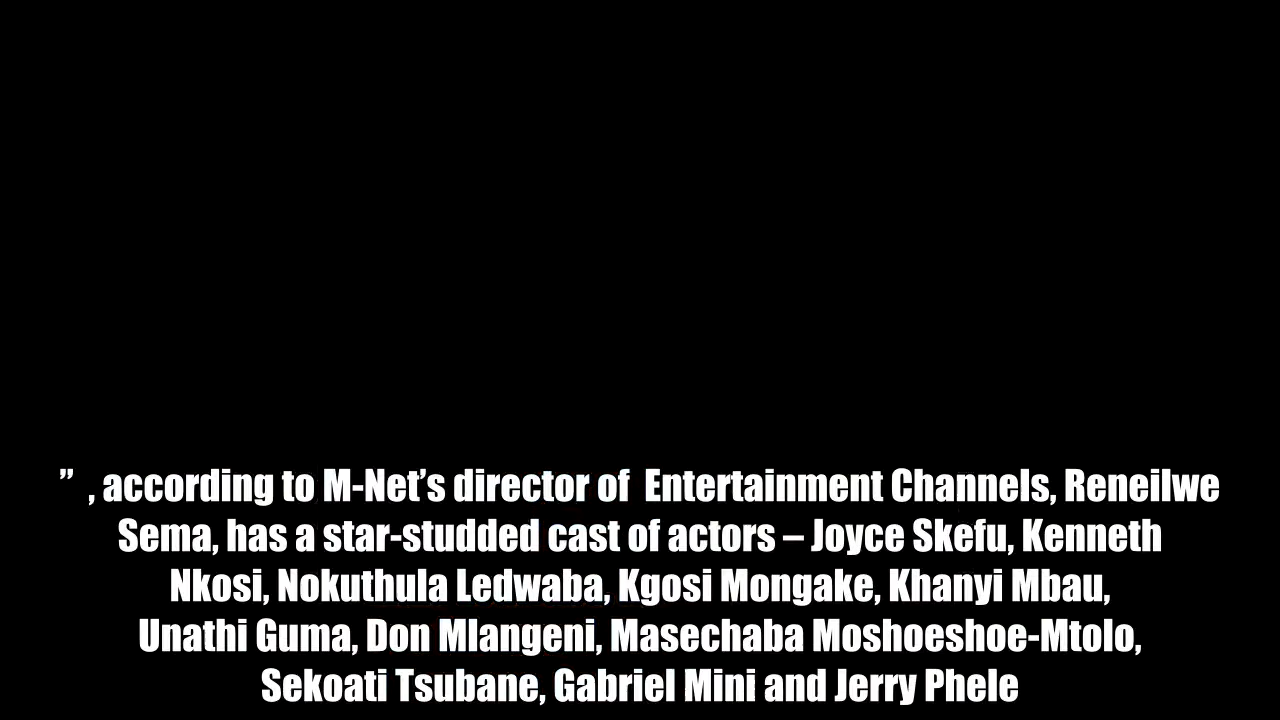 ” , according to M-Net’s director of  Entertainment Channels, Reneilwe
Sema, has a star-studded cast of actors – Joyce Skefu, Kenneth
Nkosi, Nokuthula Ledwaba, Kgosi Mongake, Khanyi Mbau,
Unathi Guma, Don Mlangeni, Masechaba Moshoeshoe-Mtolo,
Sekoati Tsubane, Gabriel Mini and Jerry Phele